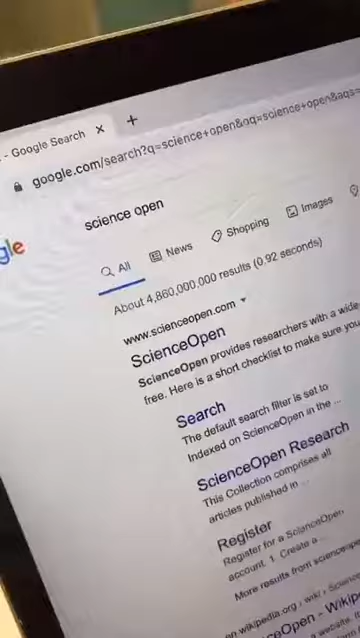 - Google Search
google.com/search?q=science+open&oq=science+open&aqs=
gle
science open
All News Shopping Images
About 4,860,000,000 results (0.92 seconds)
www.scienceopen.com
ScienceOpen
ScienceOpen provides researchers with a wide
free. Here is a short checklist to make sure you
Search
The default search filter is set to
Indexed on ScienceOpen in the ...
ScienceOpen Research
This Collection comprises all
articles published in ...
Register
Register for a ScienceOpen
account. 1. Create a ...
More results from scienceope
en.wikipedia.org › wiki › Science
ceOpen - Wikip
website. It